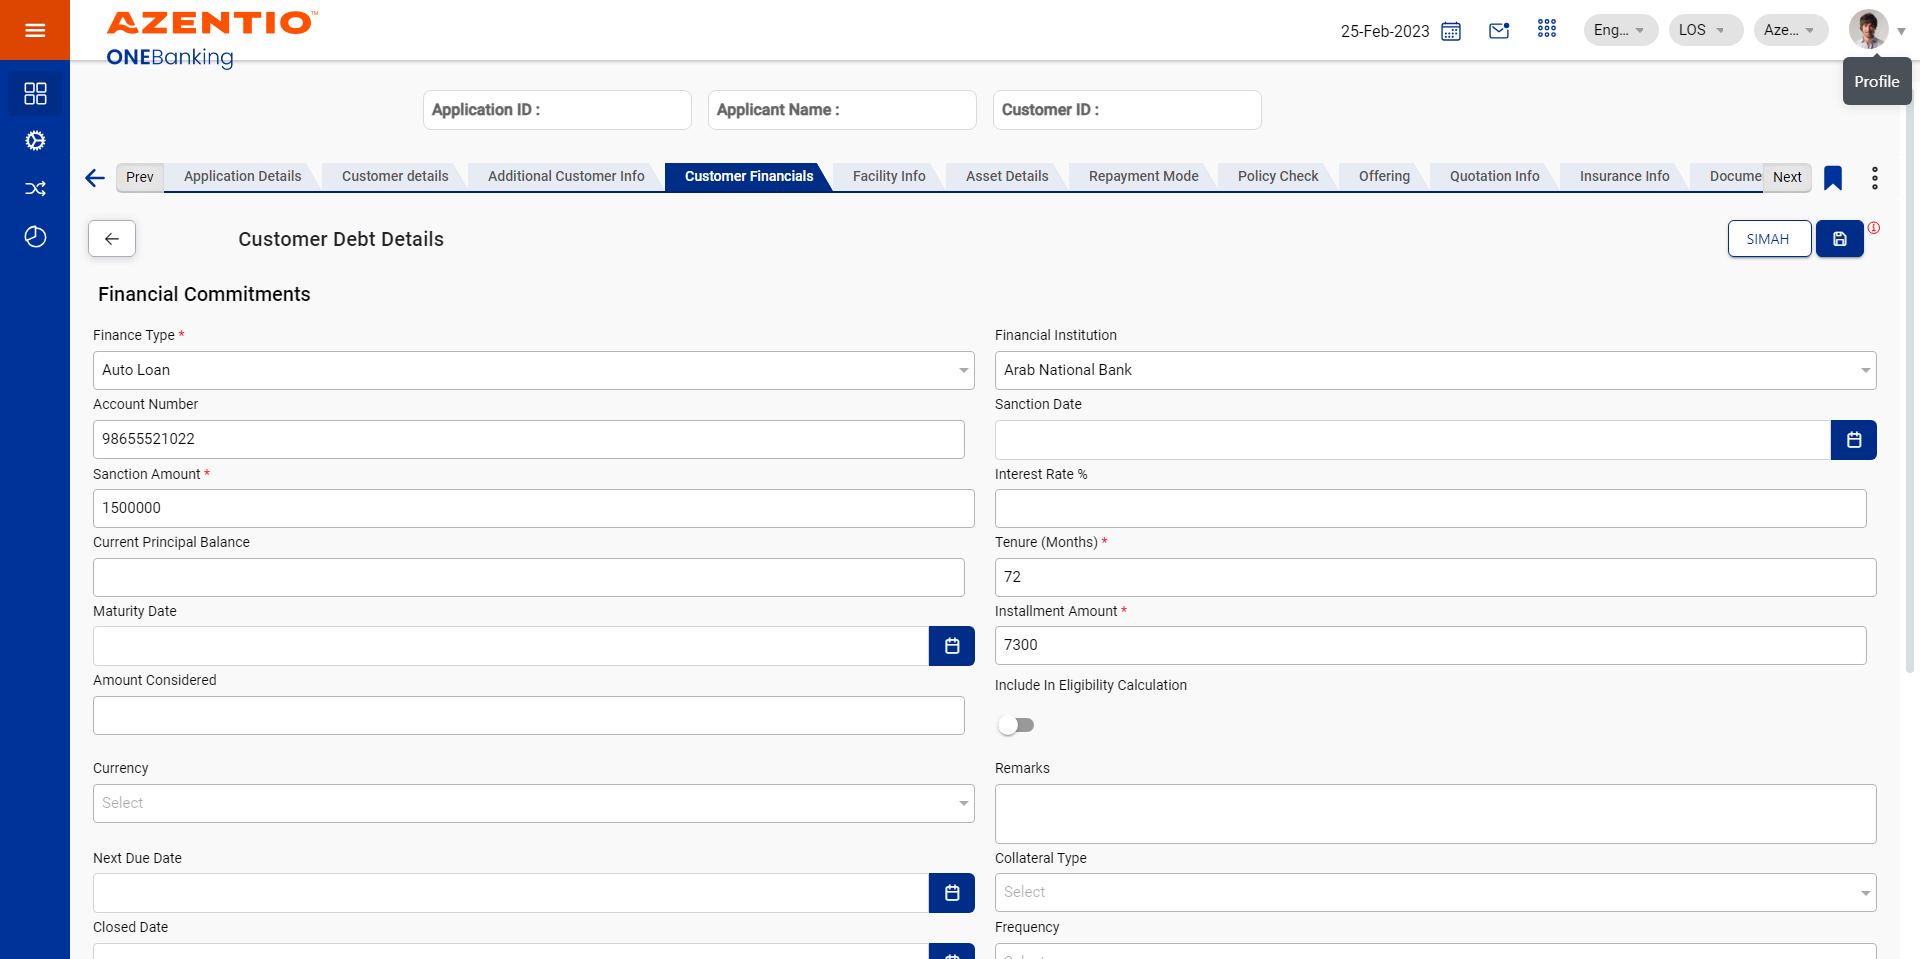 AZENTIO™
ONEBanking
25-Feb-2023
Eng...
LOS
Aze...
Profile
Application ID :
Applicant Name :
Customer ID :
Prev
Application Details
Customer details
Additional Customer Info
Customer Financials
Facility Info
Asset Details
Repayment Mode
Policy Check
Offering
Quotation Info
Insurance Info
Docume
Next
Customer Debt Details
SIMAH
Financial Commitments
Finance Type *
Financial Institution
Auto Loan
Arab National Bank
Account Number
Sanction Date
98655521022
Sanction Amount *
Interest Rate %
1500000
Current Principal Balance
Tenure (Months) *
72
Maturity Date
Installment Amount *
7300
Amount Considered
Include In Eligibility Calculation
Currency
Remarks
Select
Next Due Date
Collateral Type
Select
Closed Date
Frequency